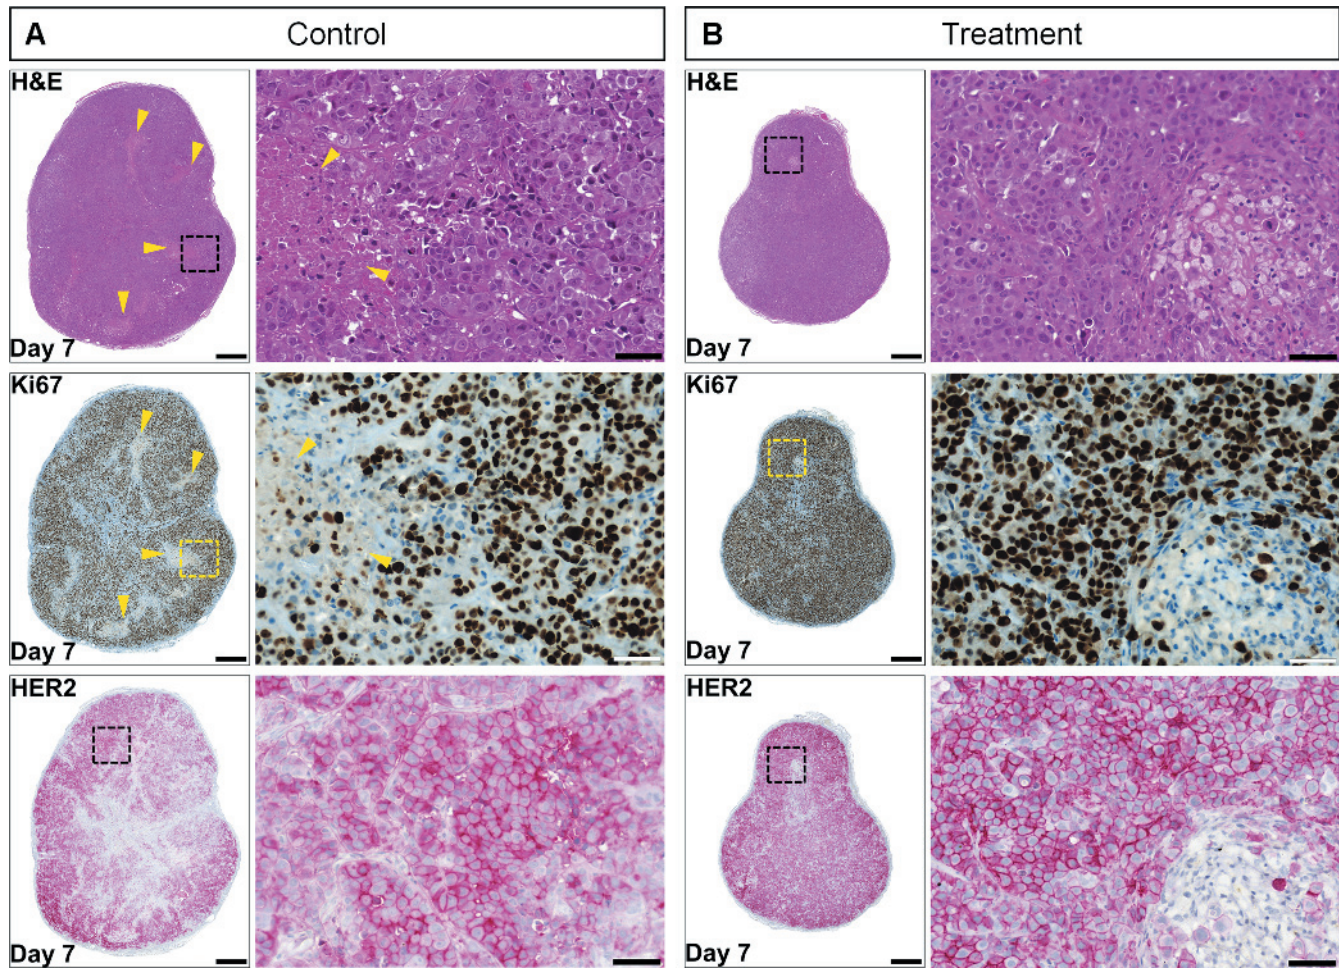 A Control
B Treatment
H&E
Day 7
H&E
Day 7
Ki67
Day 7
Ki67
Day 7
HER2
Day 7
HER2
Day 7